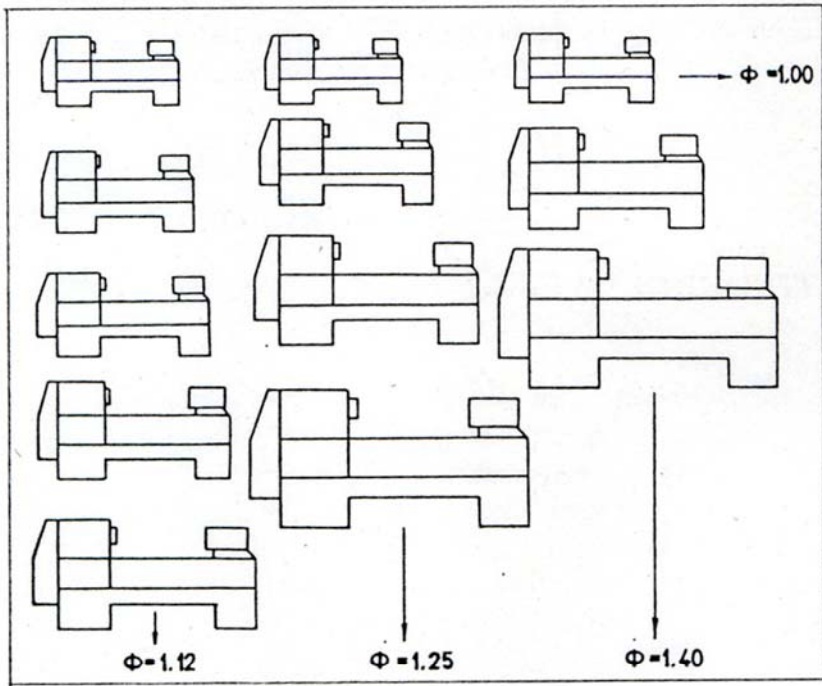 Φ = 1.00
Φ = 1.12
Φ = 1.25
Φ = 1.40